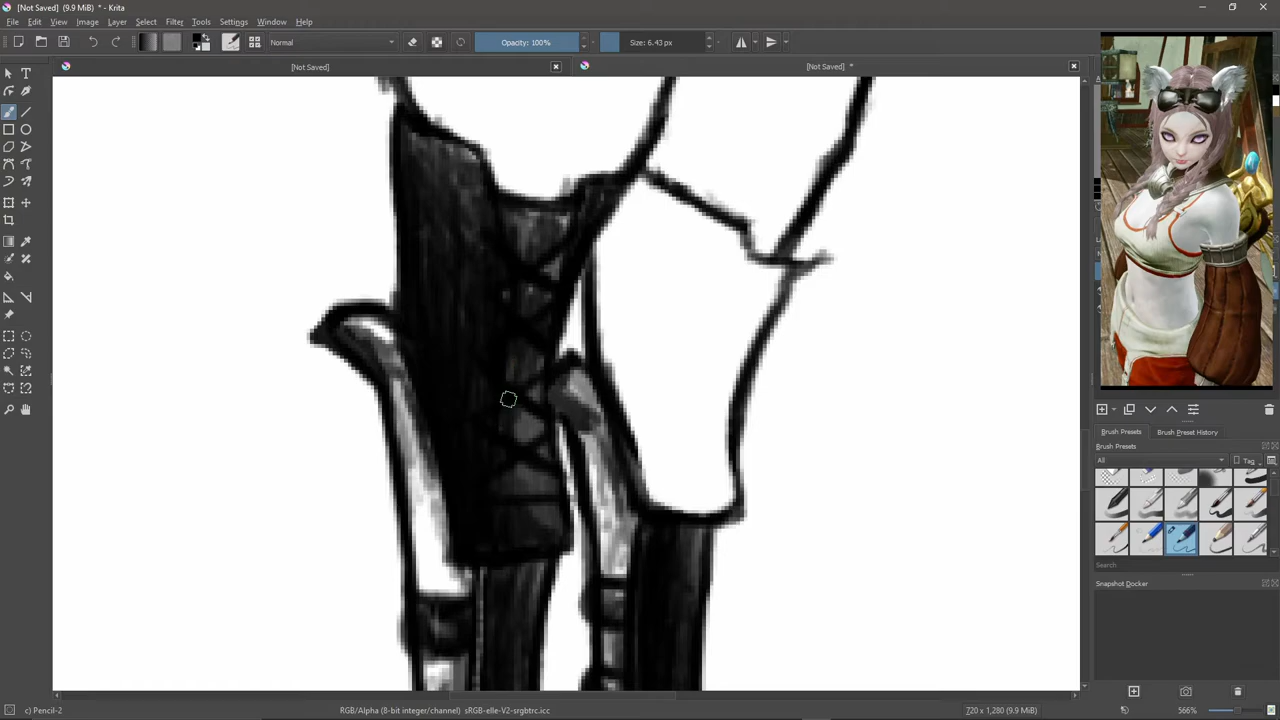 [Not Saved] (9.9 MiB) * - Krita
File Edit View Image Layer Select Filter Tools Settings Window Help
Normal Opacity: 100% Size: 6.43 px
[Not Saved] [Not Saved] *
Brush Presets Brush Preset History
Brush Presets
All Tag
Search:
Snapshot Docker
c) Pencil-2 RGB/Alpha (8-bit integer/channel) sRGB-elle-V2-srgbtrc.icc 720 x 1,280 (9.9 MiB) 566%